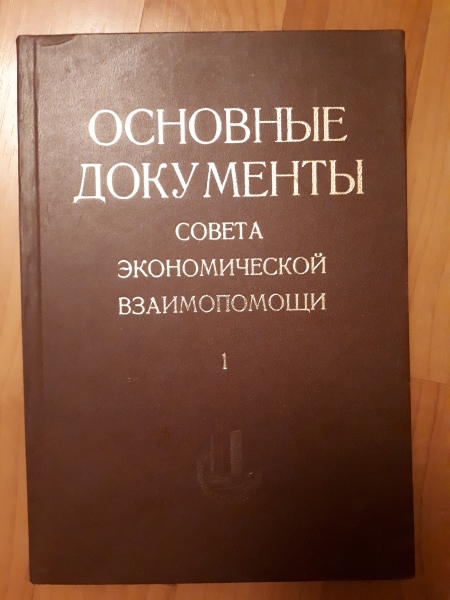 ОСНОВНЫЕ
ДОКУМЕНТЫ
СОВЕТА
ЭКОНОМИЧЕСКОЙ
ВЗАИМОПОМОЩИ
1